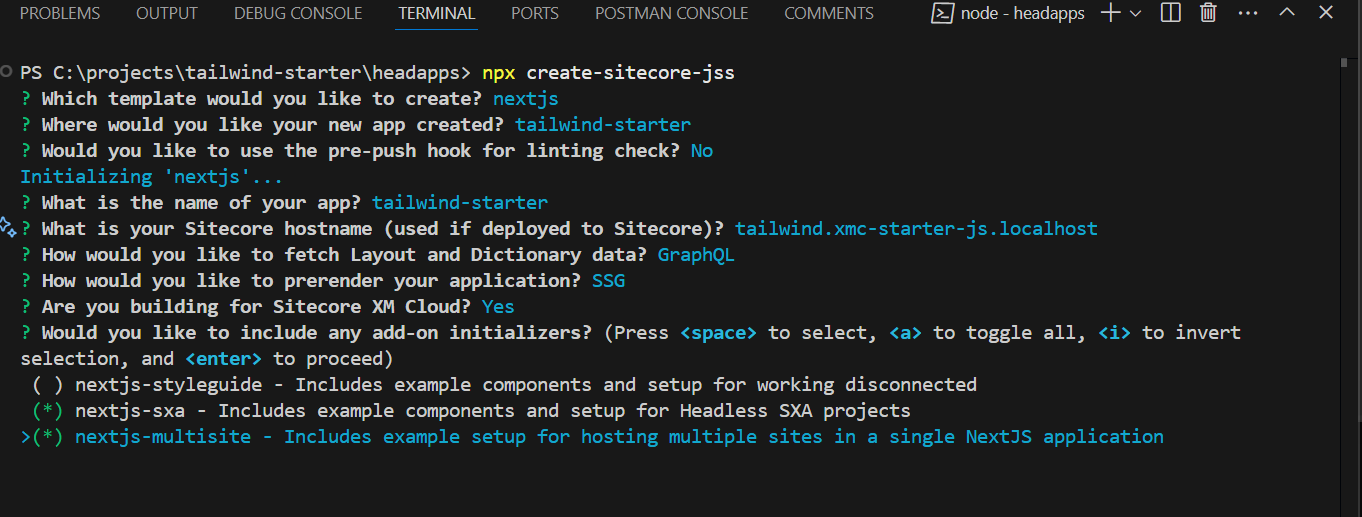 PROBLEMS OUTPUT DEBUG CONSOLE TERMINAL PORTS POSTMAN CONSOLE COMMENTS node - headapps
PS C:\projects\tailwind-starter\headapps> npx create-sitecore-jss
? Which template would you like to create? nextjs
? Where would you like your new app created? tailwind-starter
? Would you like to use the pre-push hook for linting check? No
Initializing 'nextjs'...
? What is the name of your app? tailwind-starter
? What is your Sitecore hostname (used if deployed to Sitecore)? tailwind.xmc-starter-js.localhost
? How would you like to fetch Layout and Dictionary data? GraphQL
? How would you like to prerender your application? SSG
? Are you building for Sitecore XM Cloud? Yes
? Would you like to include any add-on initializers? (Press <space> to select, <a> to toggle all, <i> to invert
selection, and <enter> to proceed)
( ) nextjs-styleguide - Includes example components and setup for working disconnected
(*) nextjs-sxa - Includes example components and setup for Headless SXA projects
>(*) nextjs-multisite - Includes example setup for hosting multiple sites in a single NextJS application